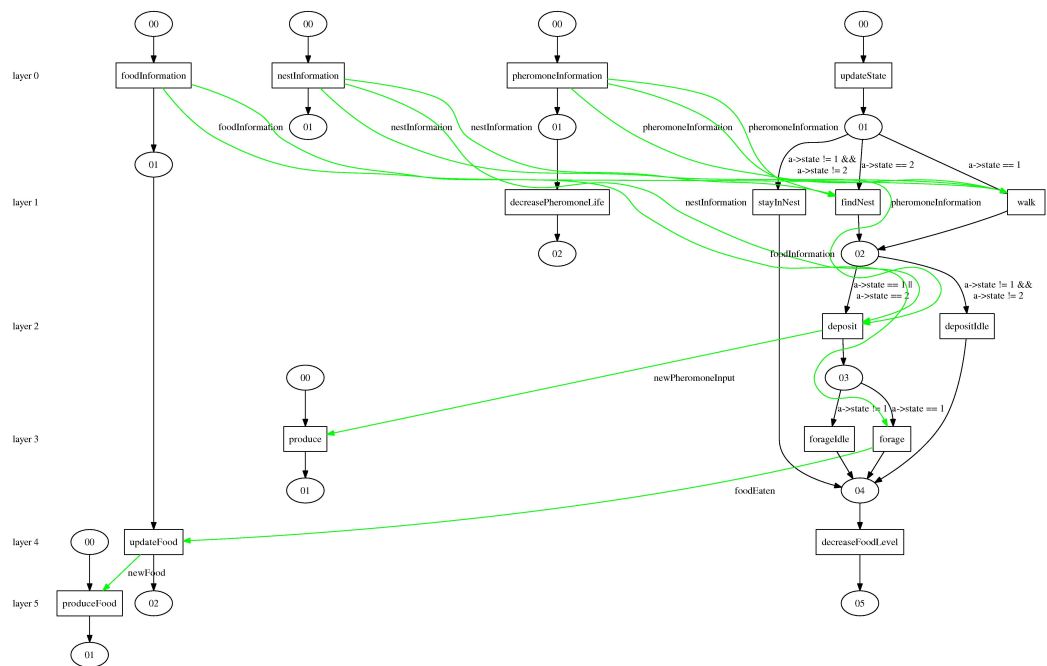 00
00
00
00
layer 0
foodInformation
nestInformation
pheromoneInformation
updateState
01
01
01
foodInformation
nestInformation
nestInformation
pheromoneInformation
pheromoneInformation
01
a->state != 1 &&
a->state != 2
a->state == 2
a->state == 1
layer 1
decreasePheromoneLife
stayInNest
findNest
pheromoneInformation
walk
nestInformation
02
foodInformation
02
a->state == 1 ||
a->state == 2
a->state != 1 &&
a->state != 2
layer 2
deposit
depositIdle
00
03
newPheromoneInput
a->state != 1
a->state == 1
layer 3
produce
forageIdle
forage
01
foodEaten
04
layer 4
00
updateFood
decreaseFoodLevel
newFood
layer 5
produceFood
02
05
01